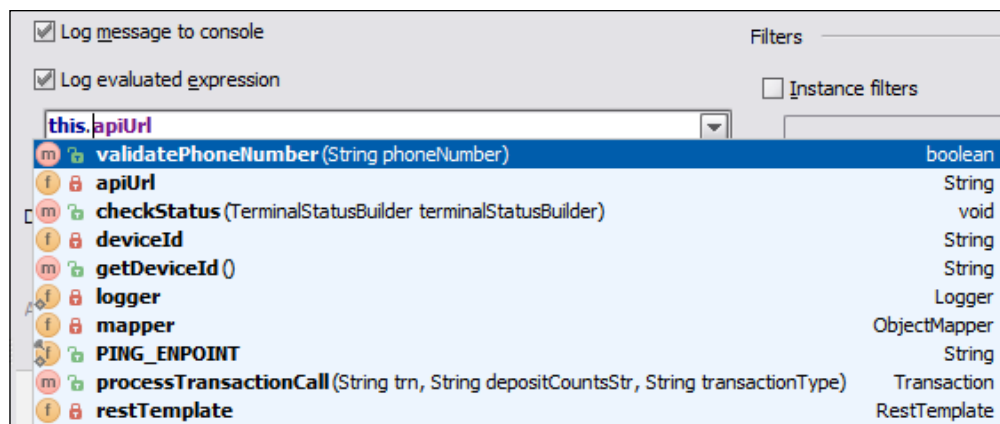 Log message to console
Filters
Log evaluated expression
Instance filters
this.apiUrl
m validatePhoneNumber(String phoneNumber) boolean
f apiUrl String
m checkStatus(TerminalStatusBuilder terminalStatusBuilder) void
f deviceId String
m getDeviceId() String
f logger Logger
f mapper ObjectMapper
f PING_ENPOINT String
m processTransactionCall(String trn, String depositCountsStr, String transactionType) Transaction
f restTemplate RestTemplate